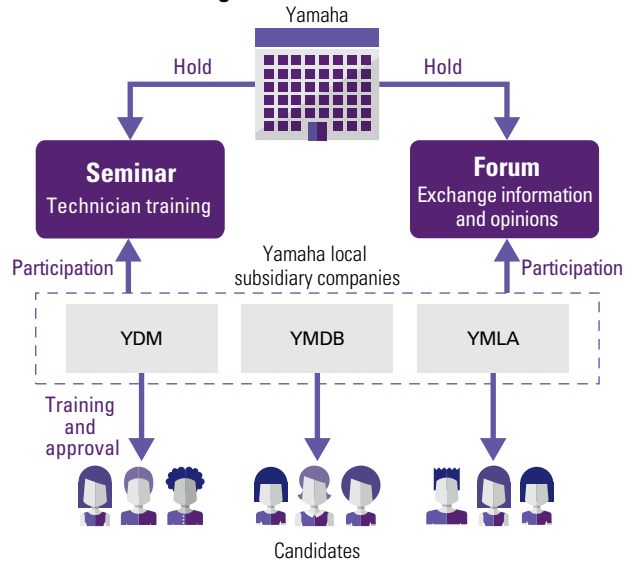 Yamaha
Hold
Hold
Seminar
Technician training
Forum
Exchange information
and opinions
Participation
Yamaha local
subsidiary companies
Participation
YDM
YMDB
YMLA
Training
and
approval
Candidates